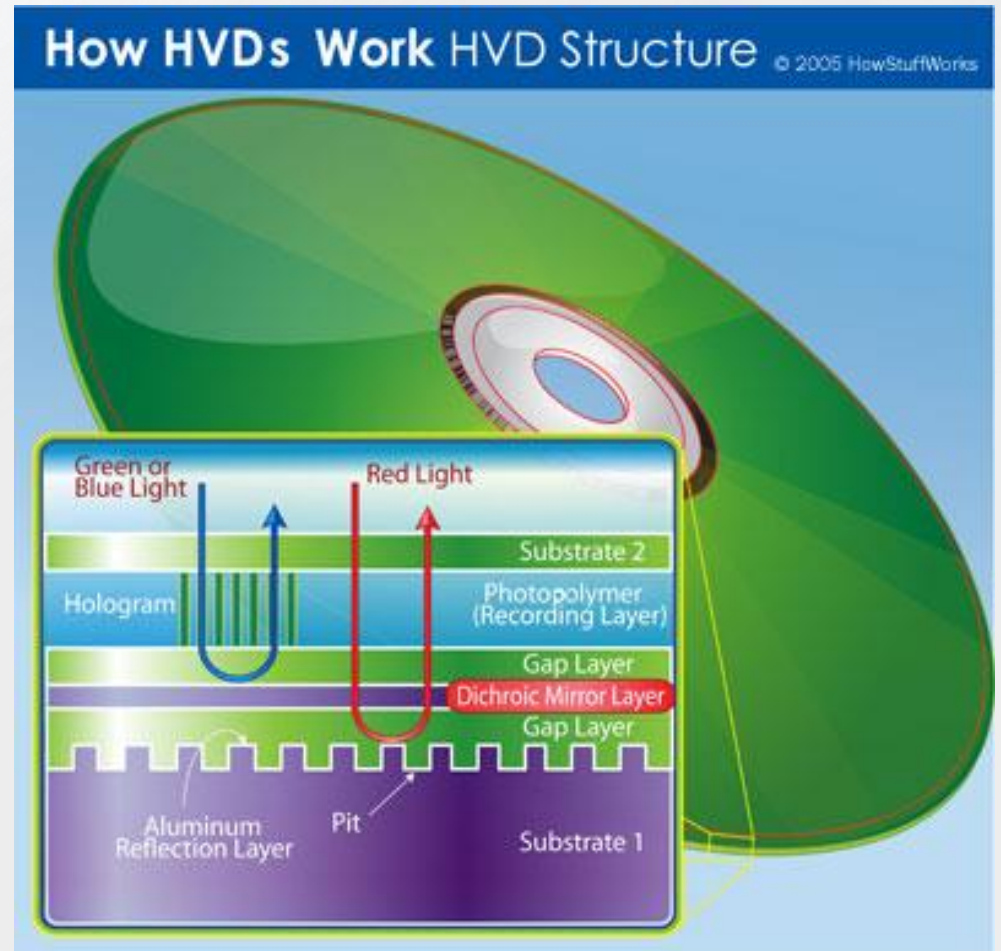 How HVDs Work HVD Structure © 2005 HowStuffWorks
Green or
Blue Light
Red Light
Substrate 2
Hologram
Photopolymer
(Recording Layer)
Gap Layer
Dichroic Mirror Layer
Gap Layer
Aluminum
Reflection Layer
Pit
Substrate 1